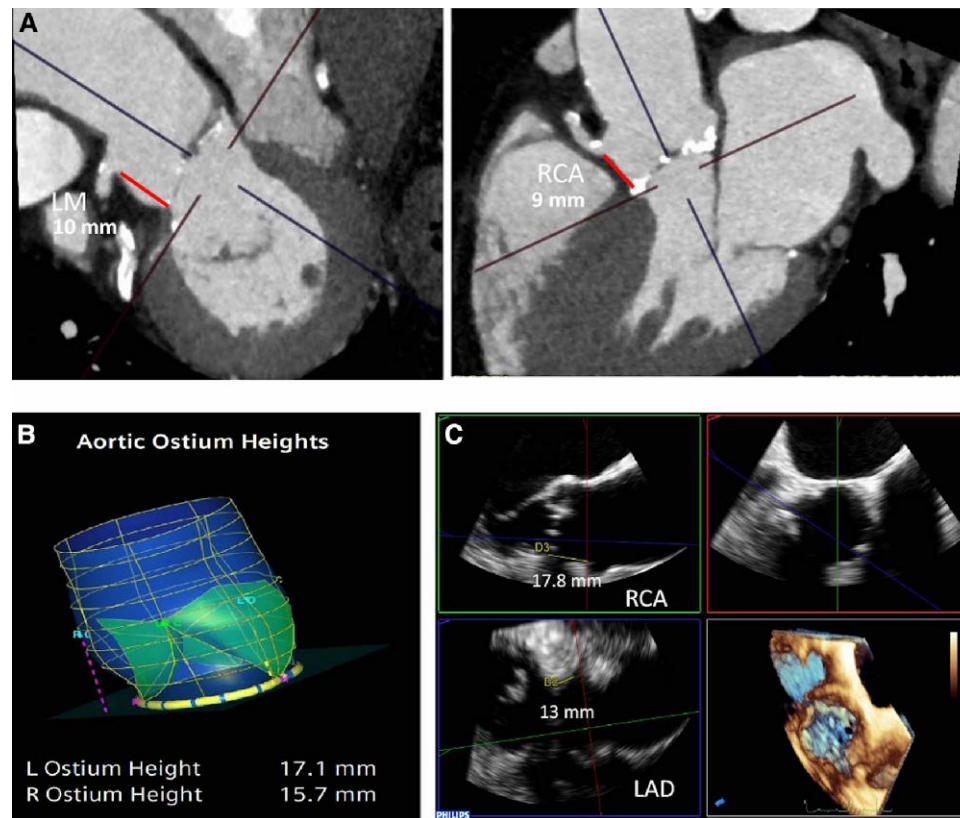 A
LM
10 mm
RCA
9 mm
B
Aortic Ostium Heights
L Ostium Height 17.1 mm
R Ostium Height 15.7 mm
C
D3
17.8 mm
RCA
D2
13 mm
LAD
PHILIPS